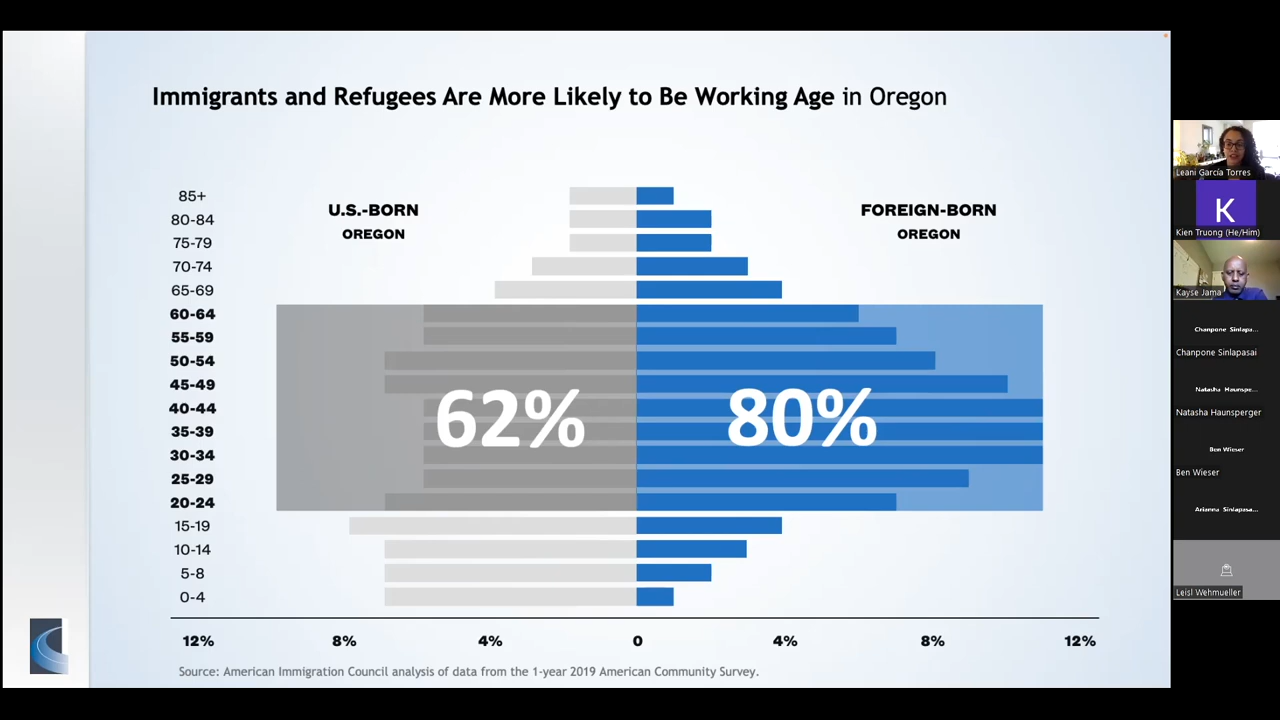 Immigrants and Refugees Are More Likely to Be Working Age in Oregon
U.S.-BORN
OREGON
FOREIGN-BORN
OREGON
85+
80-84
75-79
70-74
65-69
60-64
55-59
50-54
45-49
40-44
35-39
30-34
25-29
20-24
15-19
10-14
5-8
0-4
62%
80%
12% 8% 4% 0 4% 8% 12%
Source: American Immigration Council analysis of data from the 1-year 2019 American Community Survey.
Leani García Torres
K
Kien Truong (He/Him)
Kayse Jama
Chanpone Sinlapa...
Chanpone Sinlapasai
Natasha Haunspe...
Natasha Haunsperger
Ben Wieser
Ben Wieser
Arianna Sinlapasa...
Leisl Wehmueller